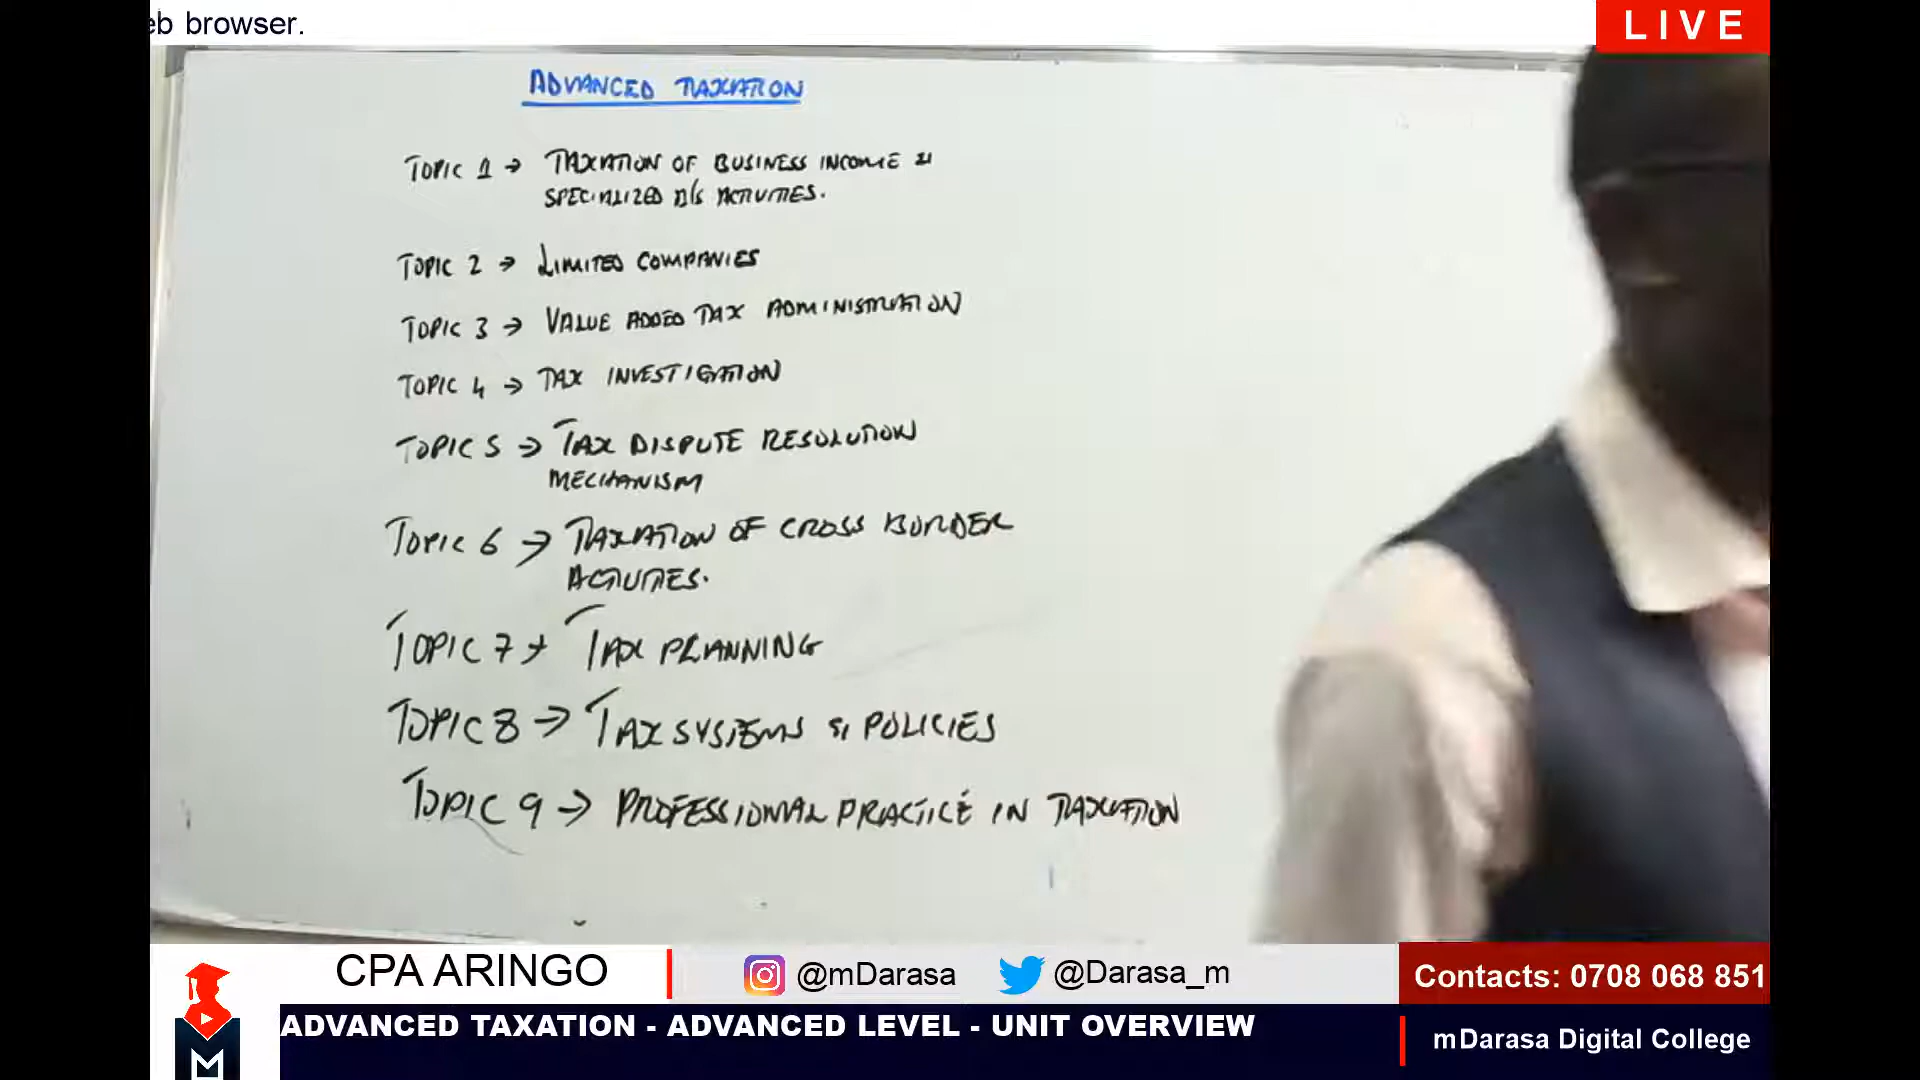 eb browser.
LIVE
ADVANCED TAXATION
TOPIC 1 → TAXATION OF BUSINESS INCOME &
SPECIALIZED B/S ACTIVITIES.
TOPIC 2 → LIMITED COMPANIES
TOPIC 3 → VALUE ADDED TAX ADMINISTRATION
TOPIC 4 → TAX INVESTIGATION
TOPIC 5 → TAX DISPUTE RESOLUTION
MECHANISM
TOPIC 6 → TAXATION OF CROSS BORDER
ACTIVITIES.
TOPIC 7 → TAX PLANNING
TOPIC 8 → TAX SYSTEMS & POLICIES
TOPIC 9 → PROFESSIONAL PRACTICE IN TAXATION
CPA ARINGO
@mDarasa
@Darasa_m
Contacts: 0708 068 851
M
ADVANCED TAXATION - ADVANCED LEVEL - UNIT OVERVIEW
mDarasa Digital College